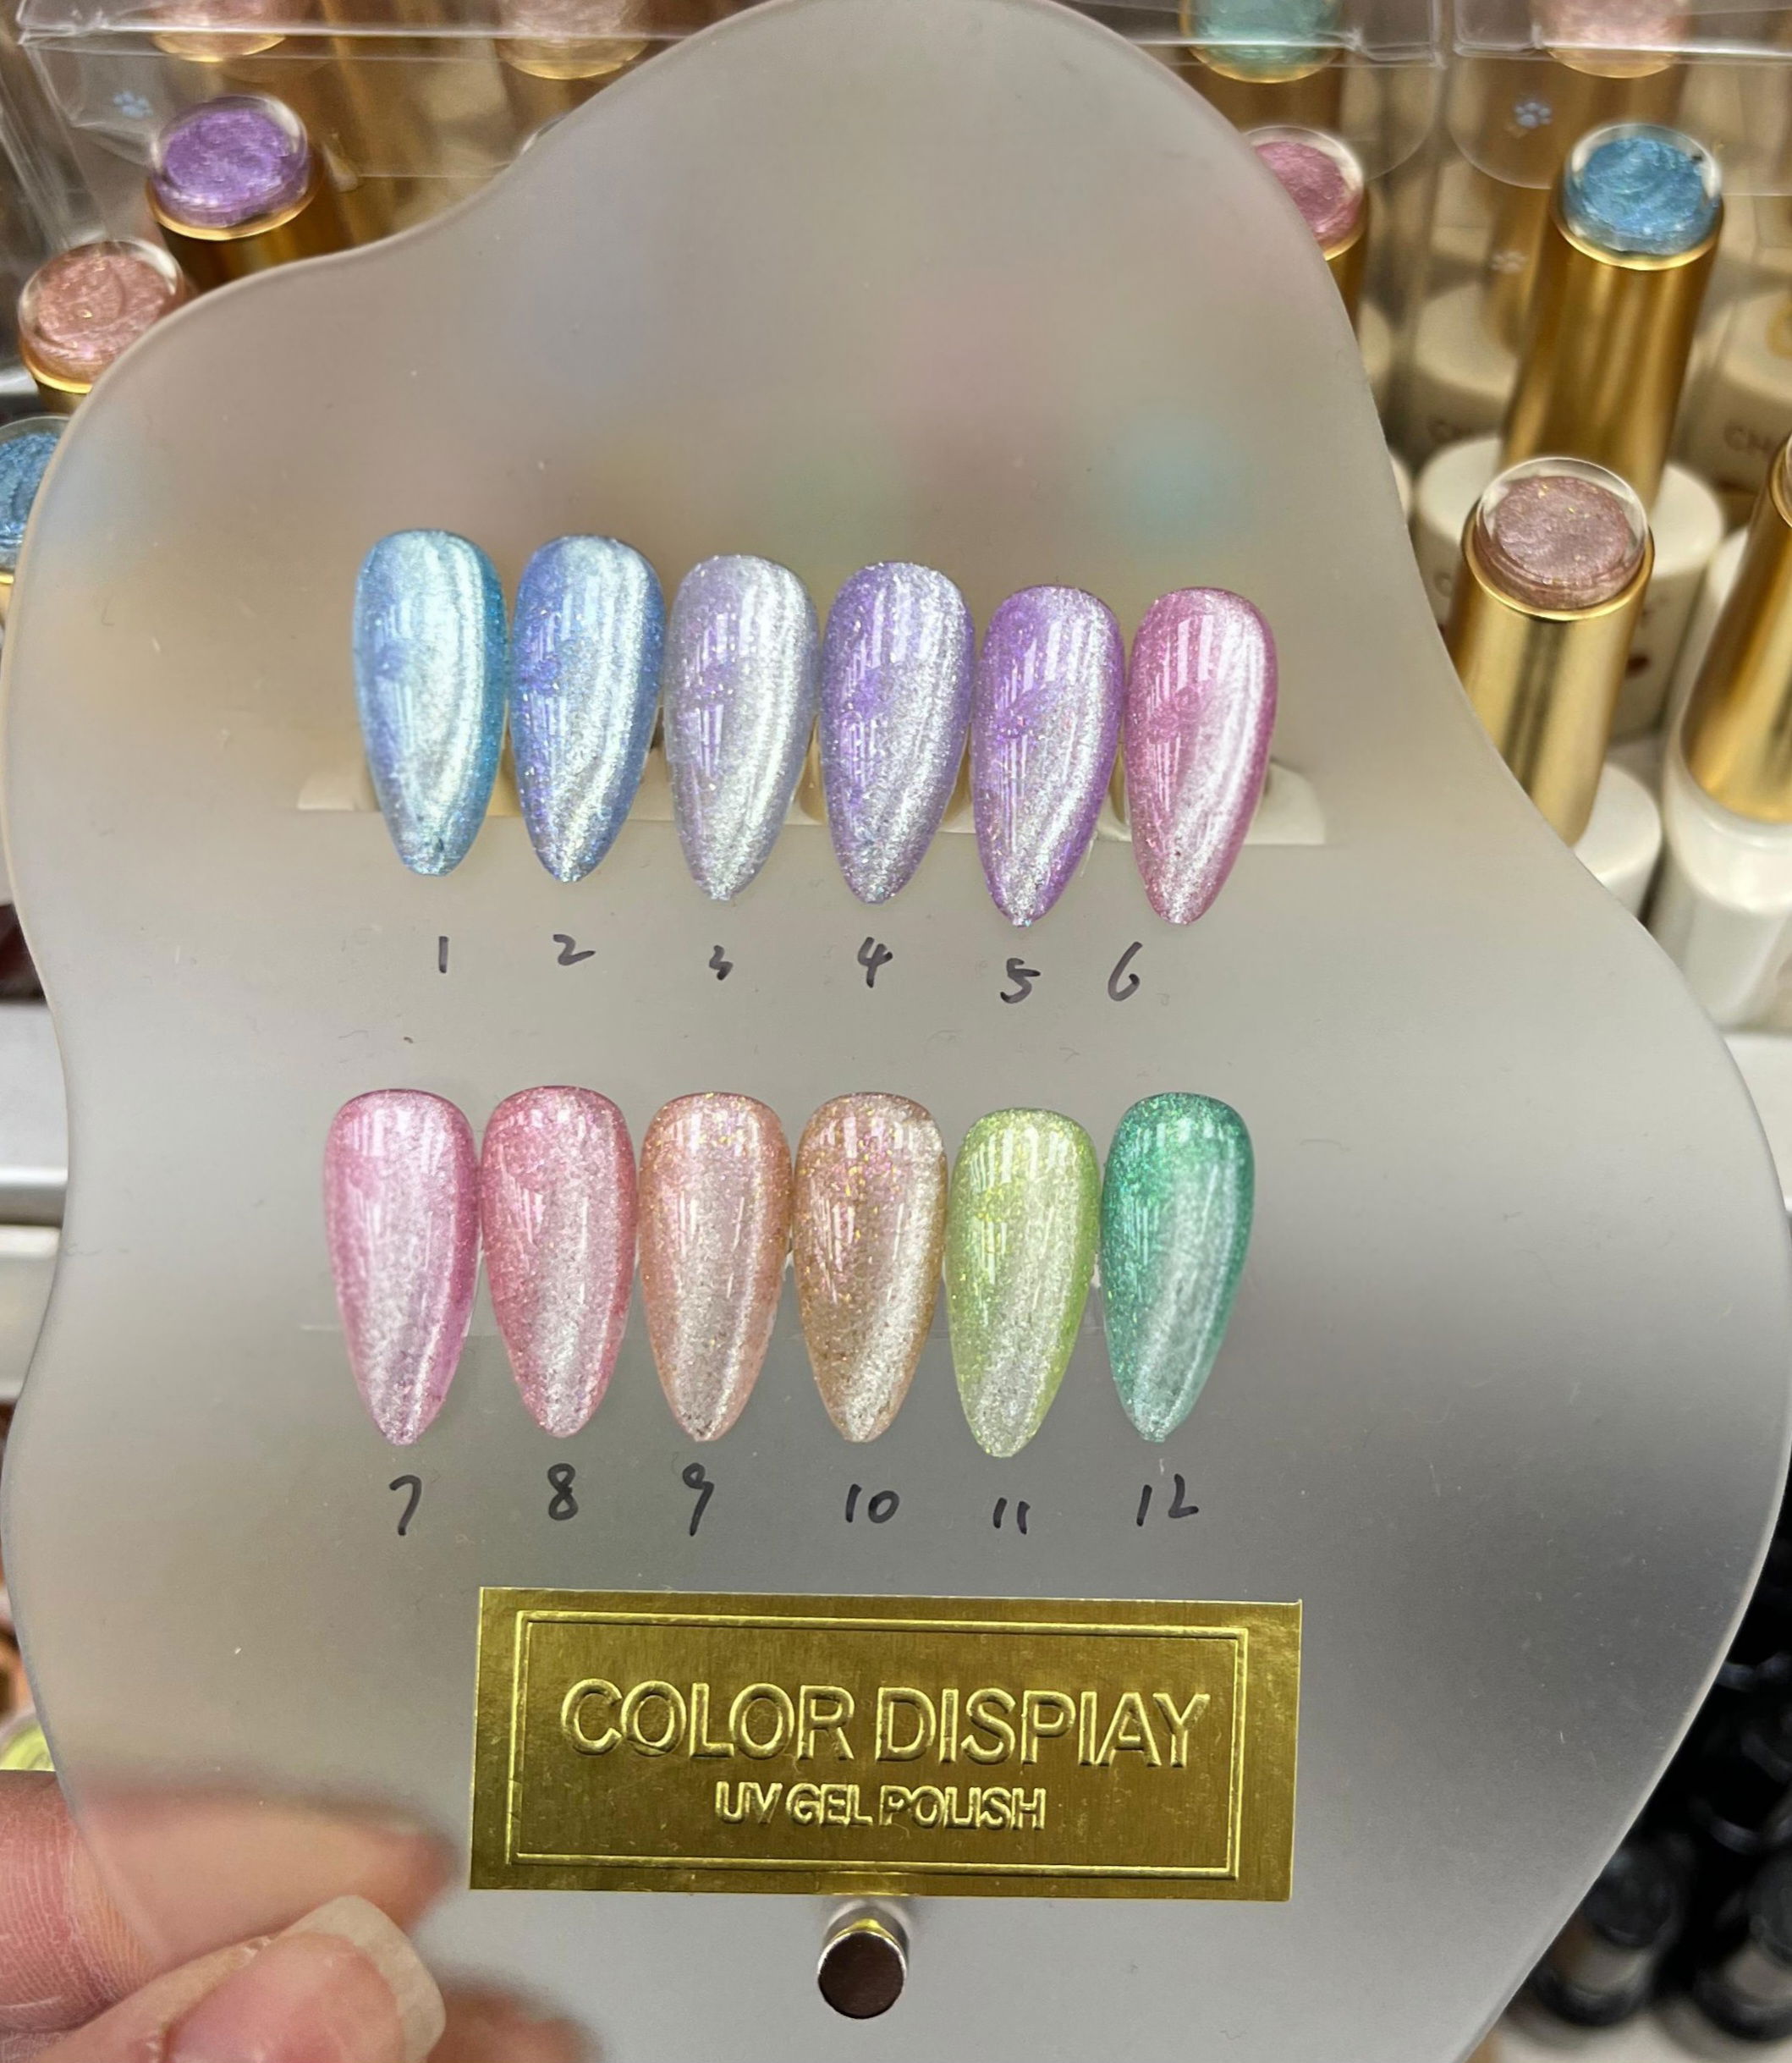 1 2 3 4 5 6
7 8 9 10 11 12
COLOR DISPIAY
UV GEL POLISH